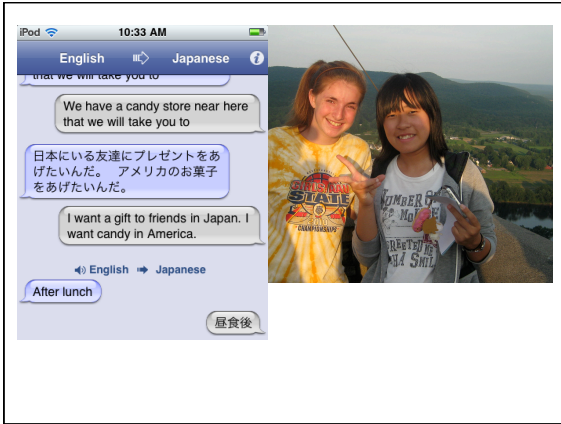 iPod 10:33 AM
English Japanese i
that we will take you to
We have a candy store near here
that we will take you to
日本にいる友達にプレゼントをあ
げたいんだ。 アメリカのお菓子
をあげたいんだ。
I want a gift to friends in Japan. I
want candy in America.
English Japanese
After lunch
昼食後
STATE
CHAMPIONSHIPS
NUMBER